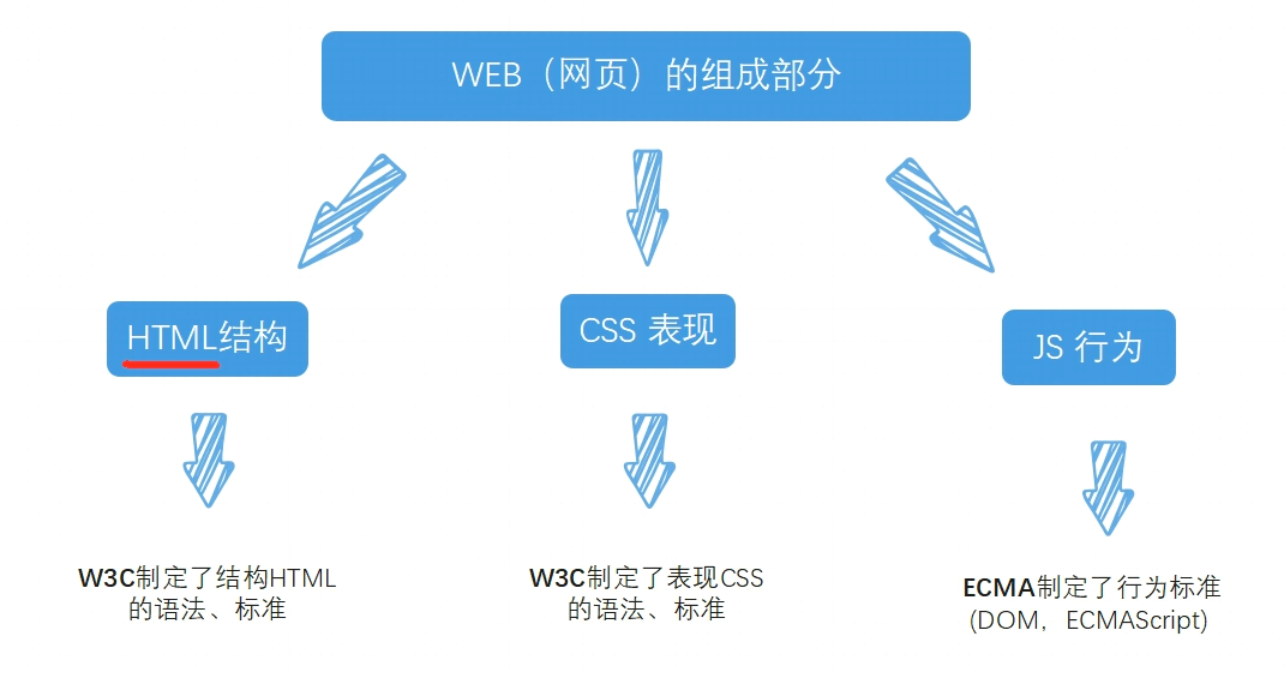 WEB（网页）的组成部分
HTML结构
CSS 表现
JS 行为
W3C制定了结构HTML
的语法、标准
W3C制定了表现CSS
的语法、标准
ECMA制定了行为标准
(DOM，ECMAScript)